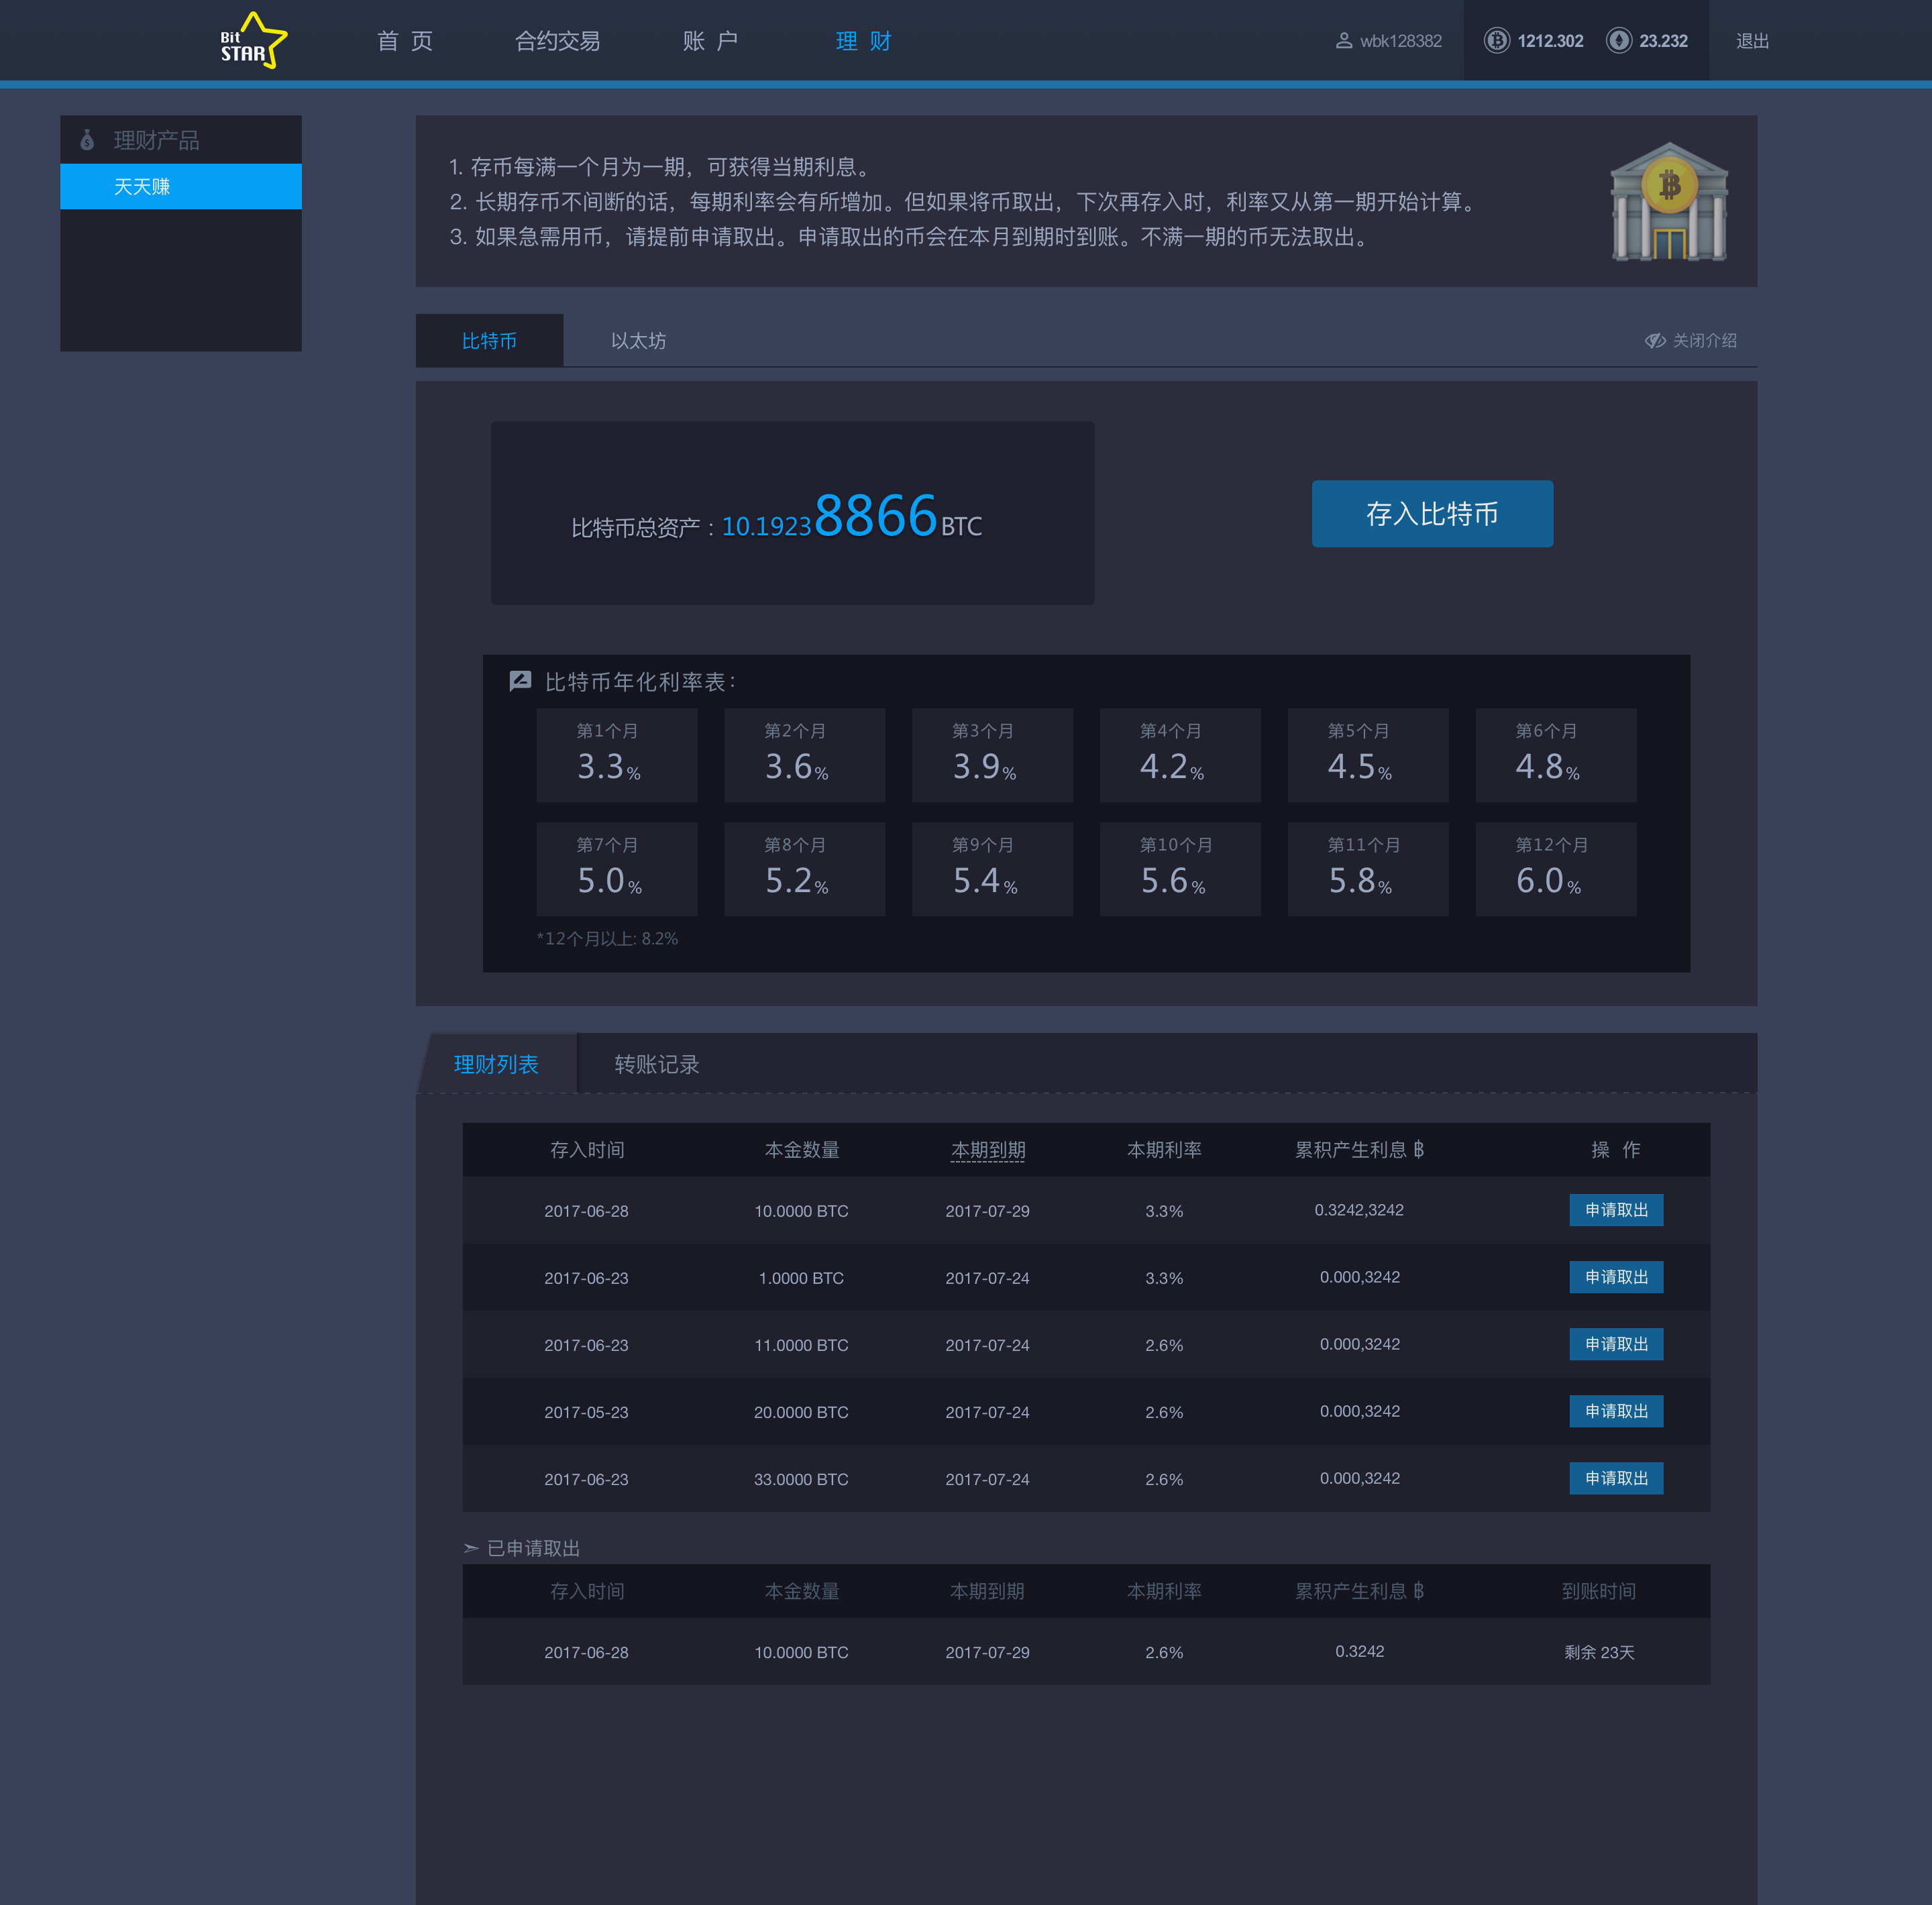 Bit STAR
首 页 合约交易 账 户 理 财 wbk128382 1212.302 23.232 退出
理财产品
天天赚
1. 存币每满一个月为一期，可获得当期利息。
2. 长期存币不间断的话，每期利率会有所增加。但如果将币取出，下次再存入时，利率又从第一期开始计算。
3. 如果急需用币，请提前申请取出。申请取出的币会在本月到期时到账。不满一期的币无法取出。
比特币 以太坊 关闭介绍
比特币总资产：10.19238866BTC
存入比特币
比特币年化利率表：
第1个月 第2个月 第3个月 第4个月 第5个月 第6个月
3.3% 3.6% 3.9% 4.2% 4.5% 4.8%
第7个月 第8个月 第9个月 第10个月 第11个月 第12个月
5.0% 5.2% 5.4% 5.6% 5.8% 6.0%
*12个月以上: 8.2%
理财列表 转账记录
存入时间 本金数量 本期到期 本期利率 累积产生利息 ฿ 操 作
2017-06-28 10.0000 BTC 2017-07-29 3.3% 0.3242,3242 申请取出
2017-06-23 1.0000 BTC 2017-07-24 3.3% 0.000,3242 申请取出
2017-06-23 11.0000 BTC 2017-07-24 2.6% 0.000,3242 申请取出
2017-05-23 20.0000 BTC 2017-07-24 2.6% 0.000,3242 申请取出
2017-06-23 33.0000 BTC 2017-07-24 2.6% 0.000,3242 申请取出
➣ 已申请取出
存入时间 本金数量 本期到期 本期利率 累积产生利息 ฿ 到账时间
2017-06-28 10.0000 BTC 2017-07-29 2.6% 0.3242 剩余 23天